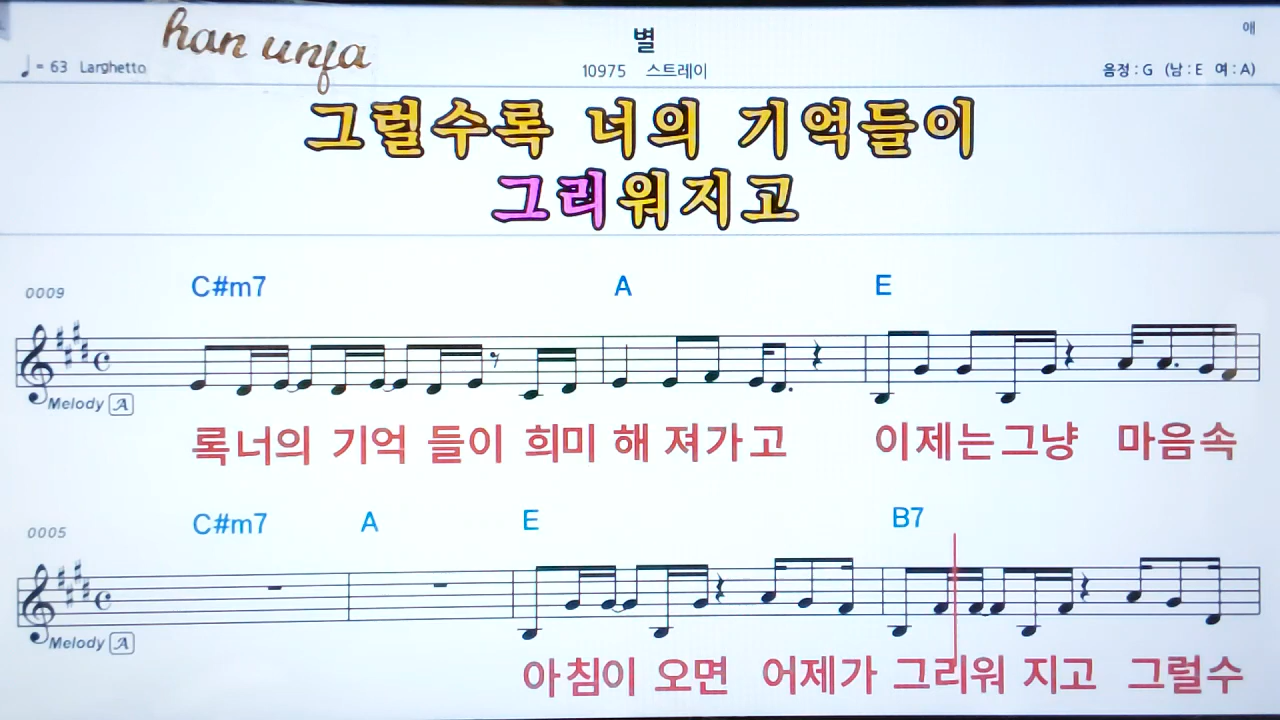 han unja
별
애
♩= 63 Larghetto
10975 스트레이
음정 : G (남 : E 여 : A)
그럴수록 너의 기억들이
그리워지고
0009
C#m7 A E
Melody A
록너의 기억 들이 희미 해 져가고 이제는그냥 마음속
0005
C#m7 A E B7
Melody A
아침이 오면 어제가 그리워 지고 그럴수